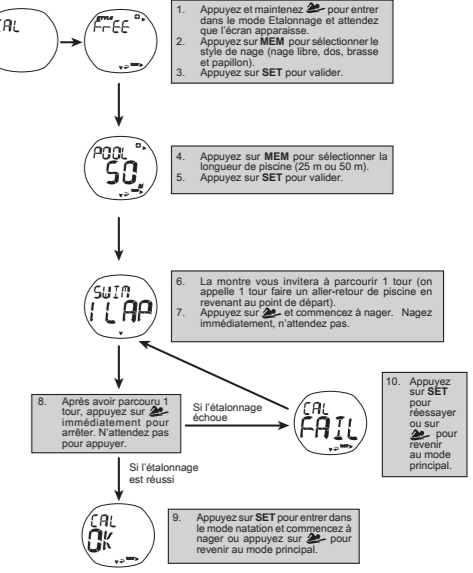 CAL
FrEE
1. Appuyez et maintenez pour entrer
dans le mode Etalonnage et attendez
que l'écran apparaisse.
2. Appuyez sur MEM pour sélectionner le
style de nage (nage libre, dos, brasse
et papillon).
3. Appuyez sur SET pour valider.
POOL
50
4. Appuyez sur MEM pour sélectionner la
longueur de piscine (25 m ou 50 m).
5. Appuyez sur SET pour valider.
SWIM
1 LAP
6. La montre vous invitera à parcourir 1 tour (on
appelle 1 tour faire un aller-retour de piscine en
revenant au point de départ).
7. Appuyez sur et commencez à nager. Nagez
immédiatement, n'attendez pas.
8. Après avoir parcouru 1
tour, appuyez sur
immédiatement pour
arrêter. N'attendez pas
pour appuyer.
Si l'étalonnage
échoue
CAL
FAIL
10. Appuyez
sur SET
pour
réessayer
ou sur
pour
revenir
au mode
principal.
Si l'étalonnage
est réussi
CAL
OK
9. Appuyez sur SET pour entrer dans
le mode natation et commencez à
nager ou appuyez sur pour
revenir au mode principal.